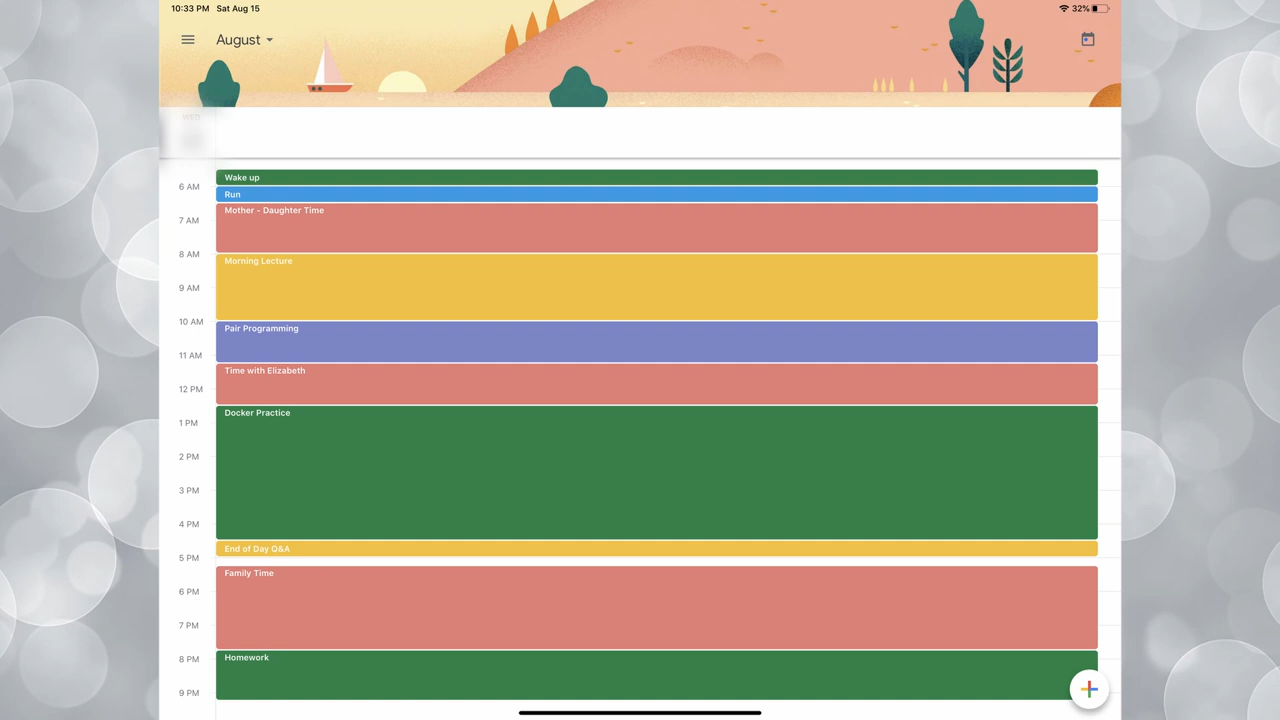 10:33 PM Sat Aug 15
32%
August
WED
Wake up
6 AM
Run
Mother - Daughter Time
7 AM
8 AM
Morning Lecture
9 AM
10 AM
Pair Programming
11 AM
Time with Elizabeth
12 PM
Docker Practice
1 PM
2 PM
3 PM
4 PM
End of Day Q&A
5 PM
Family Time
6 PM
7 PM
Homework
8 PM
9 PM